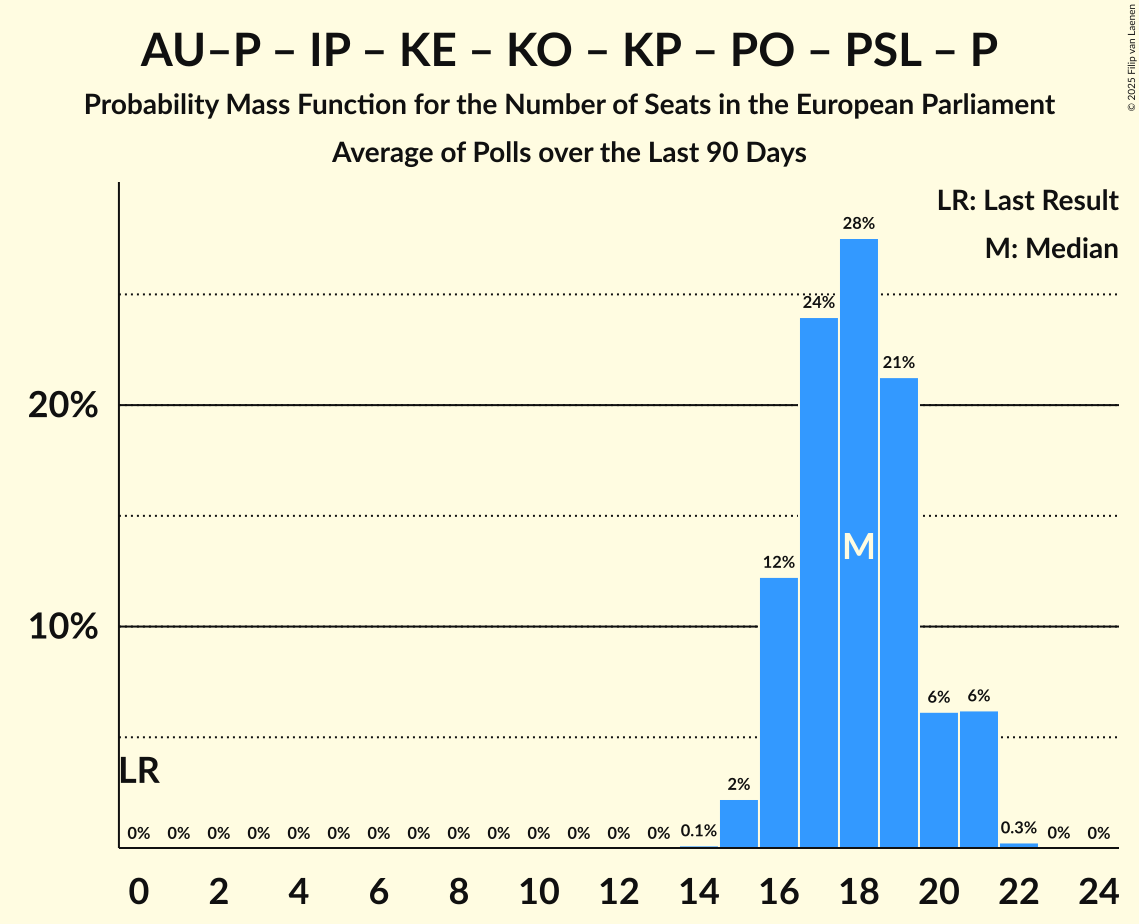 AU–P – IP – KE – KO – KP – PO – PSL – P
Probability Mass Function for the Number of Seats in the European Parliament
Average of Polls over the Last 90 Days
© 2025 Filip van Laenen
LR: Last Result
M: Median
20%
10%
LR
M
0% 0% 0% 0% 0% 0% 0% 0% 0% 0% 0% 0% 0% 0% 0.1% 2% 12% 24% 28% 21% 6% 6% 0.3% 0% 0%
0 2 4 6 8 10 12 14 16 18 20 22 24